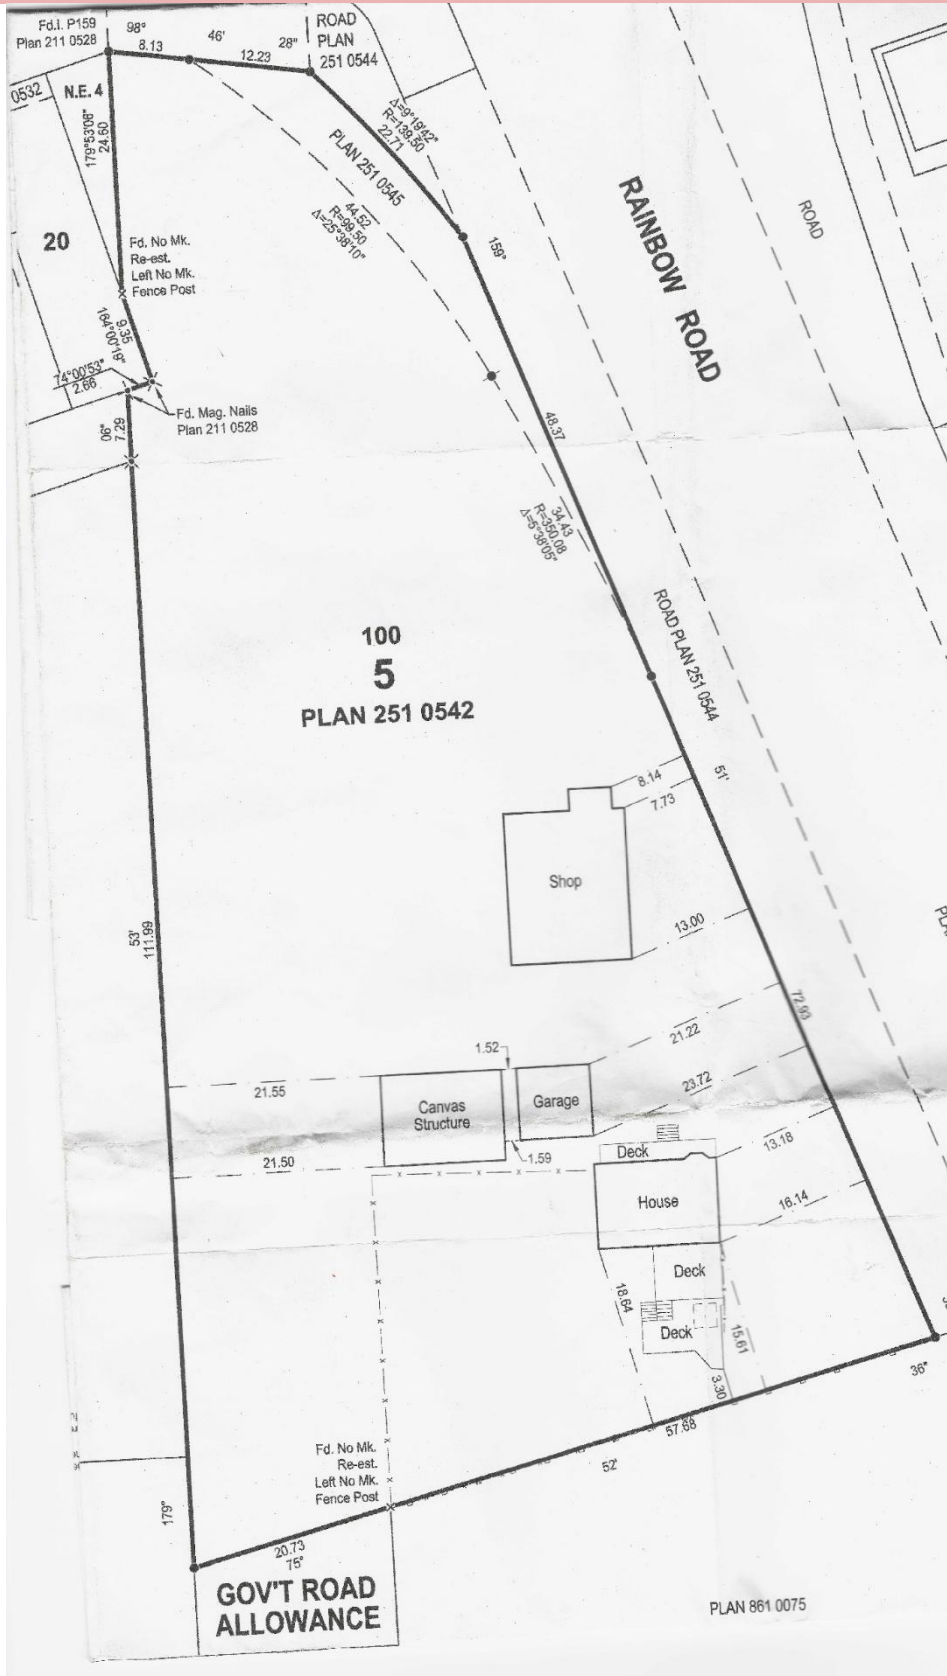 Fd.I. P159
Plan 211 0528
98°
8.13
46'
12.23
28"
ROAD
PLAN
251 0544
0532
N.E. 4
179°53'06"
24.60
Δ=9°19'42"
R=139.50
22.71
PLAN 251 0545
44.52
R=99.50
Δ=25°38'10"
159°
RAINBOW ROAD
ROAD
20
Fd. No Mk.
Re-est.
Left No Mk.
Fence Post
9.35
164°00'19"
74°00'53"
2.66
Fd. Mag. Nails
Plan 211 0528
06"
7.29
48.37
34.43
R=350.08
Δ=5°38'05"
100
5
PLAN 251 0542
ROAD PLAN 251 0544
51'
8.14
7.73
Shop
13.00
53'
111.99
72.93
1.52
21.22
21.55
Canvas
Structure
Garage
23.72
21.50
1.59
Deck
13.18
House
16.14
Deck
18.64
Deck
15.61
3.30
36"
57.68
52'
Fd. No Mk.
Re-est.
Left No Mk.
Fence Post
179°
20.73
75°
GOV'T ROAD
ALLOWANCE
PLAN 861 0075